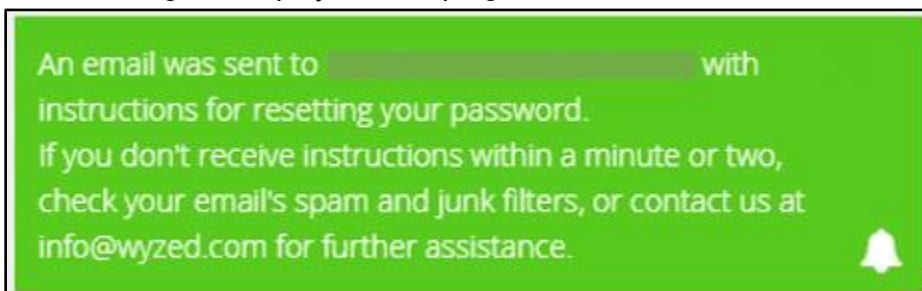 An email was sent to with
instructions for resetting your password.
If you don't receive instructions within a minute or two,
check your email's spam and junk filters, or contact us at
info@wyzed.com for further assistance.